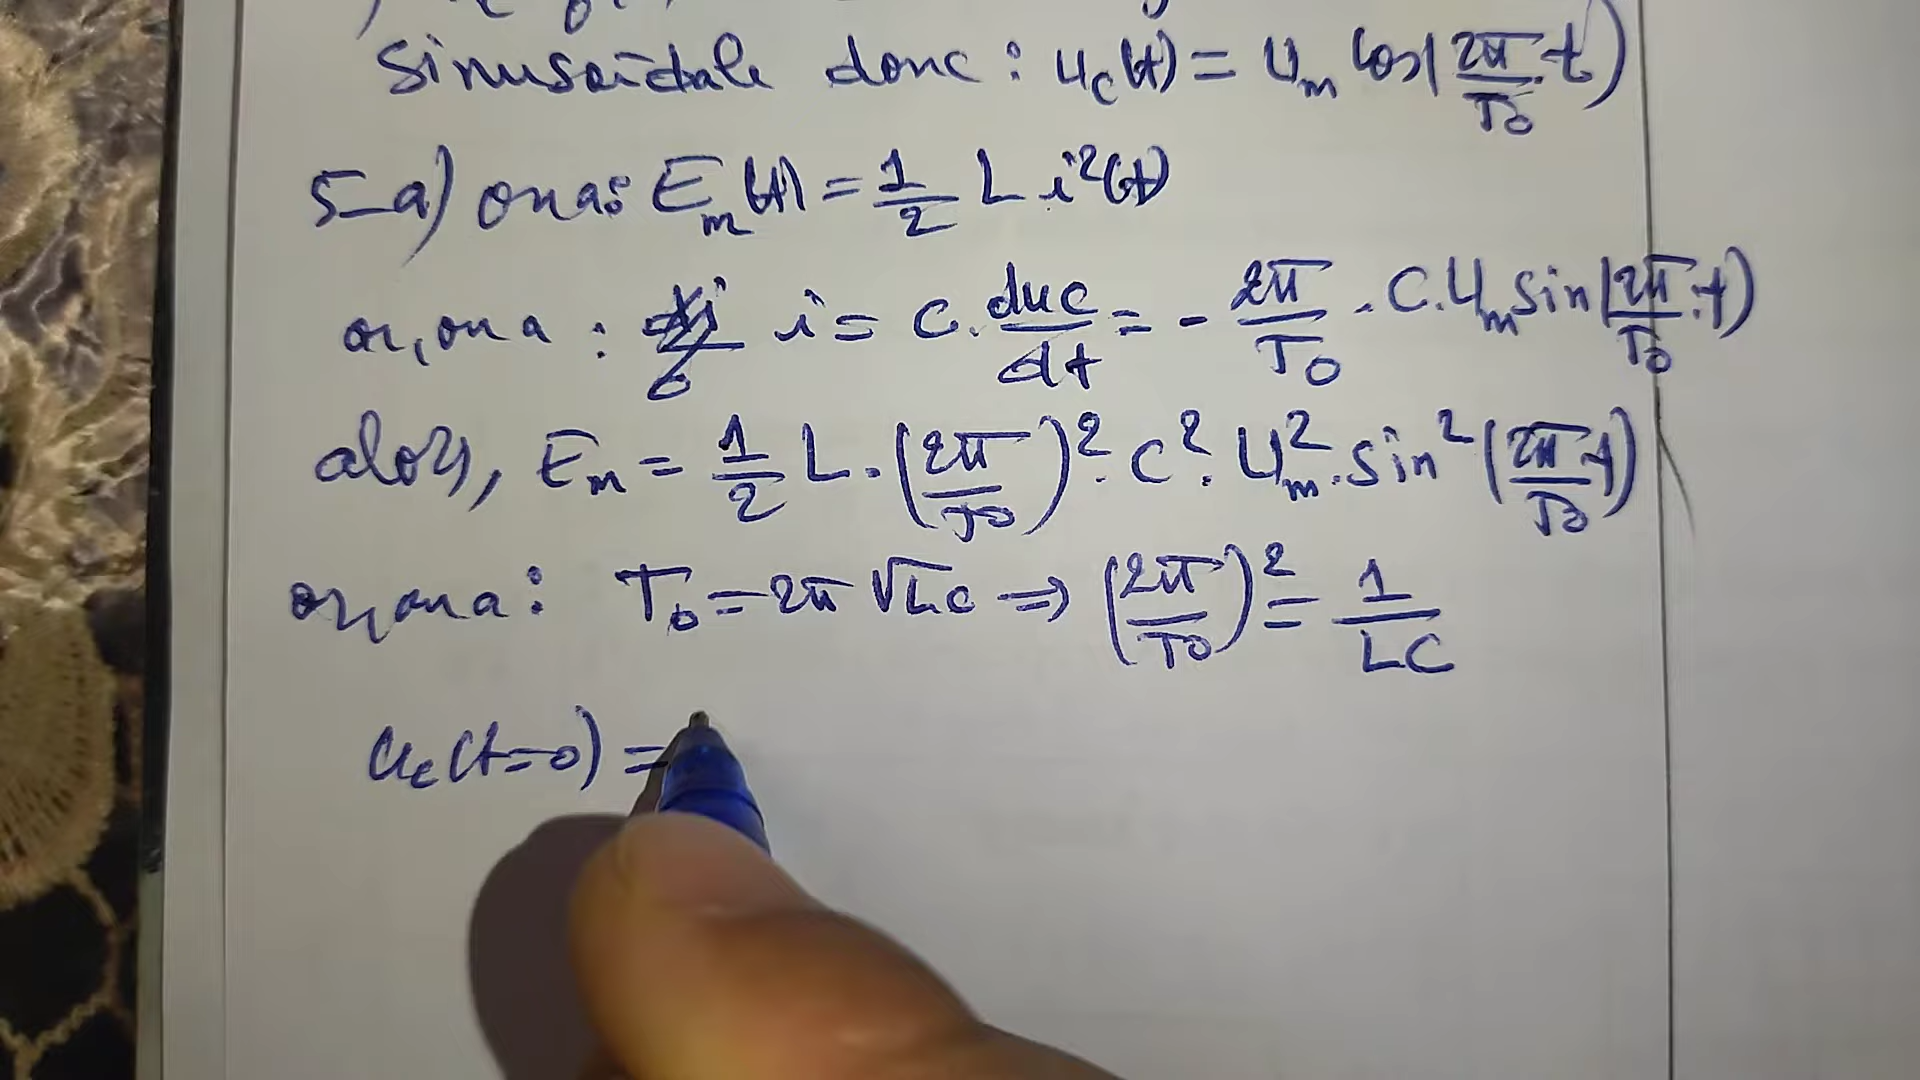 sinusoïdale donc : u_c(t) = U_m cos(2π/T_0 . t)
5-a) on a : E_m(t) = 1/2 L i²(t)
or, on a : i = C . du_c/dt = - 2π/T_0 . C . U_m sin(2π/T_0 . t)
alors, E_m = 1/2 L . (2π/T_0)² . C² . U_m² . sin²(2π/T_0 . t)
or, on a : T_0 = 2π √LC ⇒ (2π/T_0)² = 1/LC
u_c(t=0) =